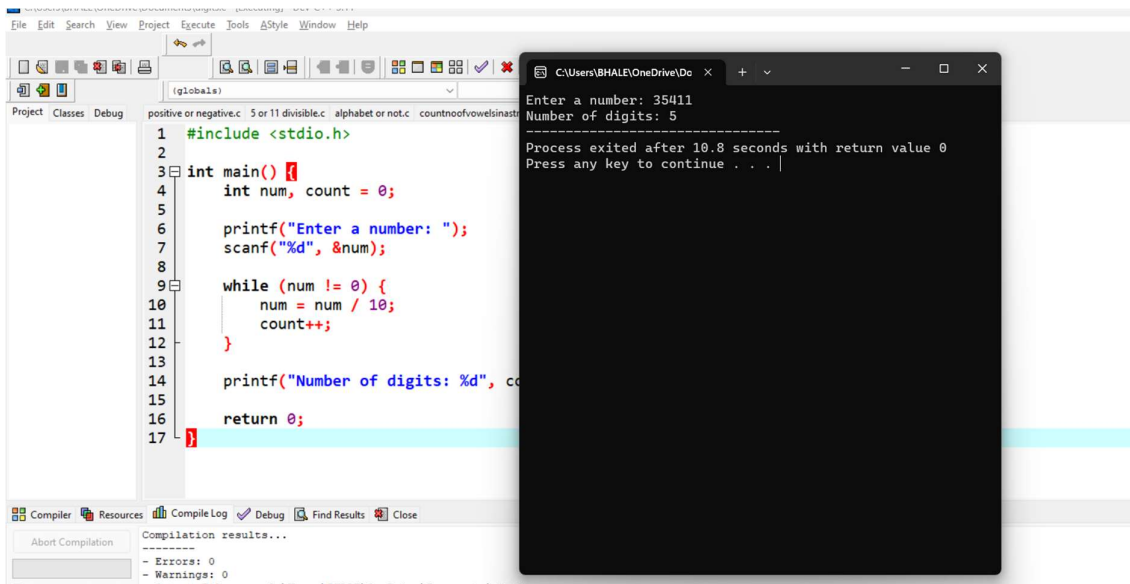 File Edit Search View Project Execute Tools AStyle Window Help
(globals)
Project Classes Debug
positive or negative.c 5 or 11 divisible.c alphabet or not.c
1 #include <stdio.h>
2
3 int main() {
4 int num, count = 0;
5
6 printf("Enter a number: ");
7 scanf("%d", &num);
8
9 while (num != 0) {
10 num = num / 10;
11 count++;
12 }
13
14 printf("Number of digits: %d",
15
16 return 0;
17 }
C:\Users\BHALE\OneDrive\Do
Enter a number: 35411
Number of digits: 5
--------------------------------
Process exited after 10.8 seconds with return value 0
Press any key to continue . . .
Compiler Resources Compile Log Debug Find Results Close
Abort Compilation
Compilation results...
--------
- Errors: 0
- Warnings: 0